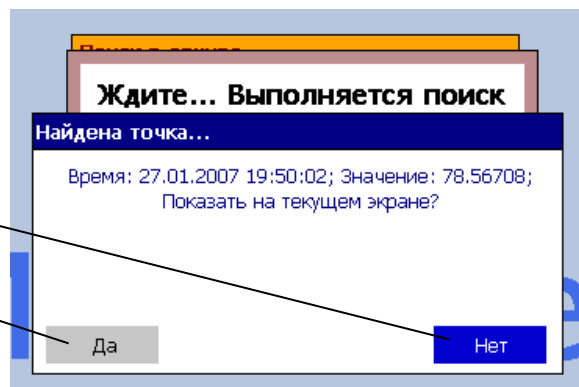 Ждите... Выполняется поиск
Найдена точка...
Время: 27.01.2007 19:50:02; Значение: 78.56708;
Показать на текущем экране?
Да
Нет